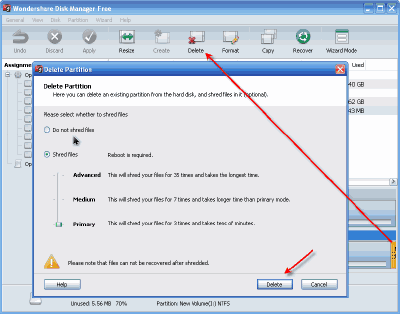 Wondershare Disk Manager Free
General View Disk Partition Wizard Help
Undo Discard Apply Resize Create Delete Format Copy Recover Wizard Mode
Assignme
Used
Delete Partition
Delete Partition
Here you can delete an existing partition from the hard disk, and shred files in it (optional).
Please select whether to shred files
Do not shred files
Shred files Reboot is required.
Advanced This will shred your files for 35 times and takes the longest time.
Medium This will shred your files for 7 times and takes longer time than primary mode.
Primary This will shred your files for 3 times and takes tens of minutes.
Please note that files can not be recovered after shredded.
Help Delete Cancel
Unused: 5.56 MB 70% Partition: New Volume(I:) NTFS